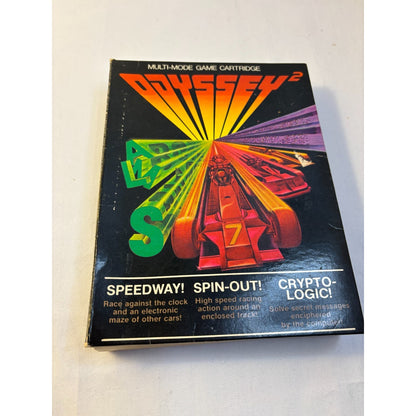 MULTI-MODE GAME CARTRIDGE
ODYSSEY²
A
D
L
S
7
SPEEDWAY! SPIN-OUT! CRYPTO-
LOGIC!
Race against the clock
and an electronic
maze of other cars!
High speed racing
action around an
enclosed track!
Solve secret messages
enciphered
by the computer!